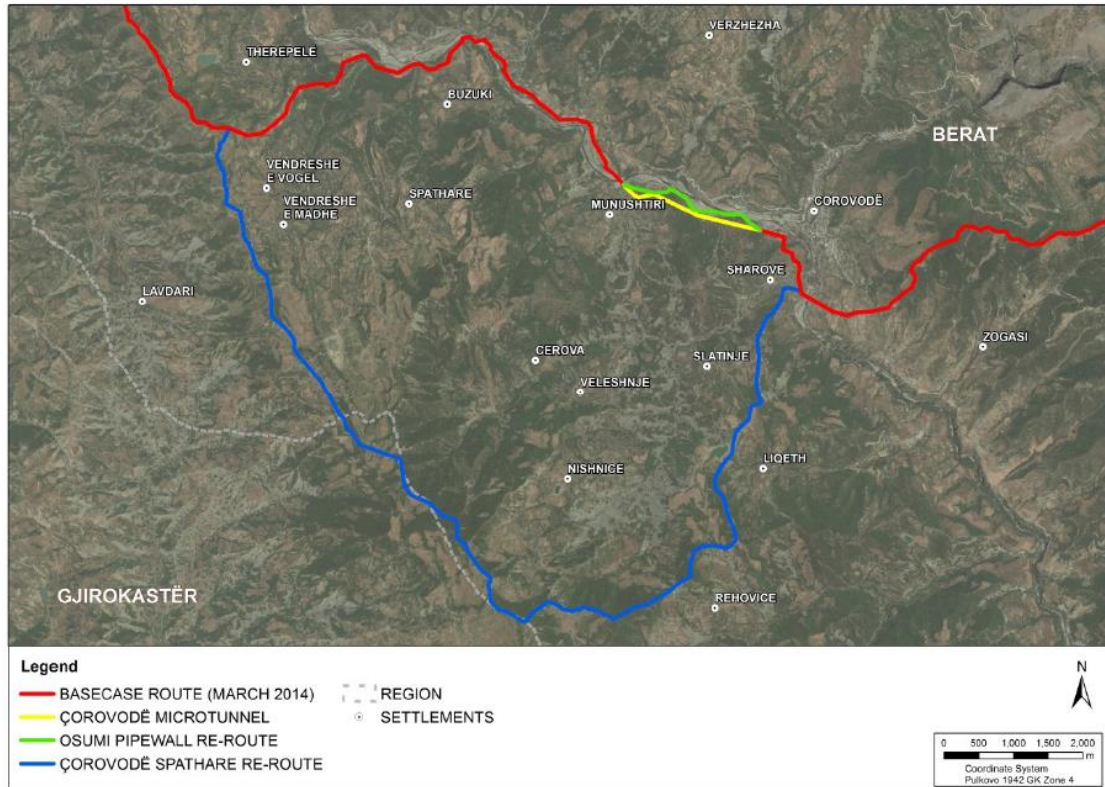 VERZHEZHA
THEREPELË
BUZUKI
BERAT
VENDRESHE
E VOGEL
SPATHARE
VENDRESHE
E MADHE
MUNUSHTIRI
COROVODË
SHAROVE
LAVDARI
ZOGASI
CEROVA
SLATINJE
VELESHNJE
LIQETH
NISHNICE
GJIROKASTËR
REHOVICE
Legend
BASECASE ROUTE (MARCH 2014)
REGION
ÇOROVODË MICROTUNNEL
SETTLEMENTS
OSUMI PIPEWALL RE-ROUTE
ÇOROVODË SPATHARE RE-ROUTE
N
0 500 1,000 1,500 2,000
m
Coordinate System
Pulkovo 1942 GK Zone 4